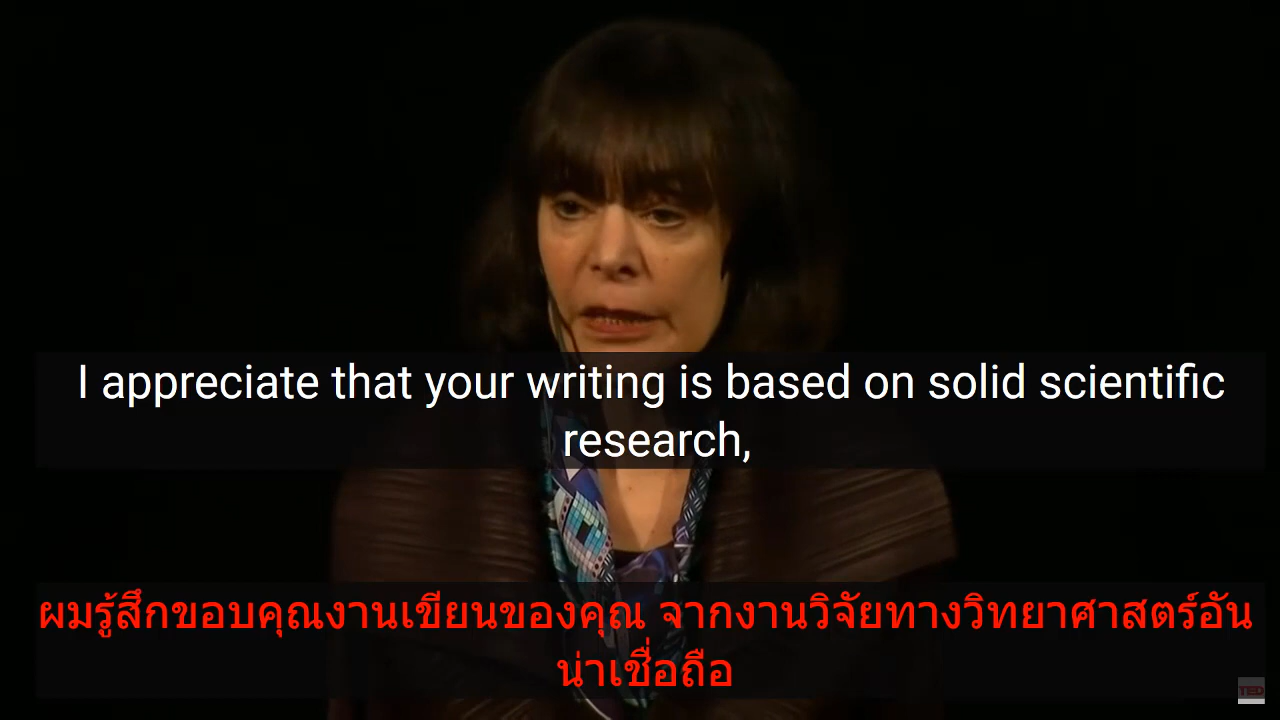 I appreciate that your writing is based on solid scientific
research,
ผมรู้สึกขอบคุณงานเขียนของคุณ จากงานวิจัยทางวิทยาศาสตร์อัน
น่าเชื่อถือ
TED